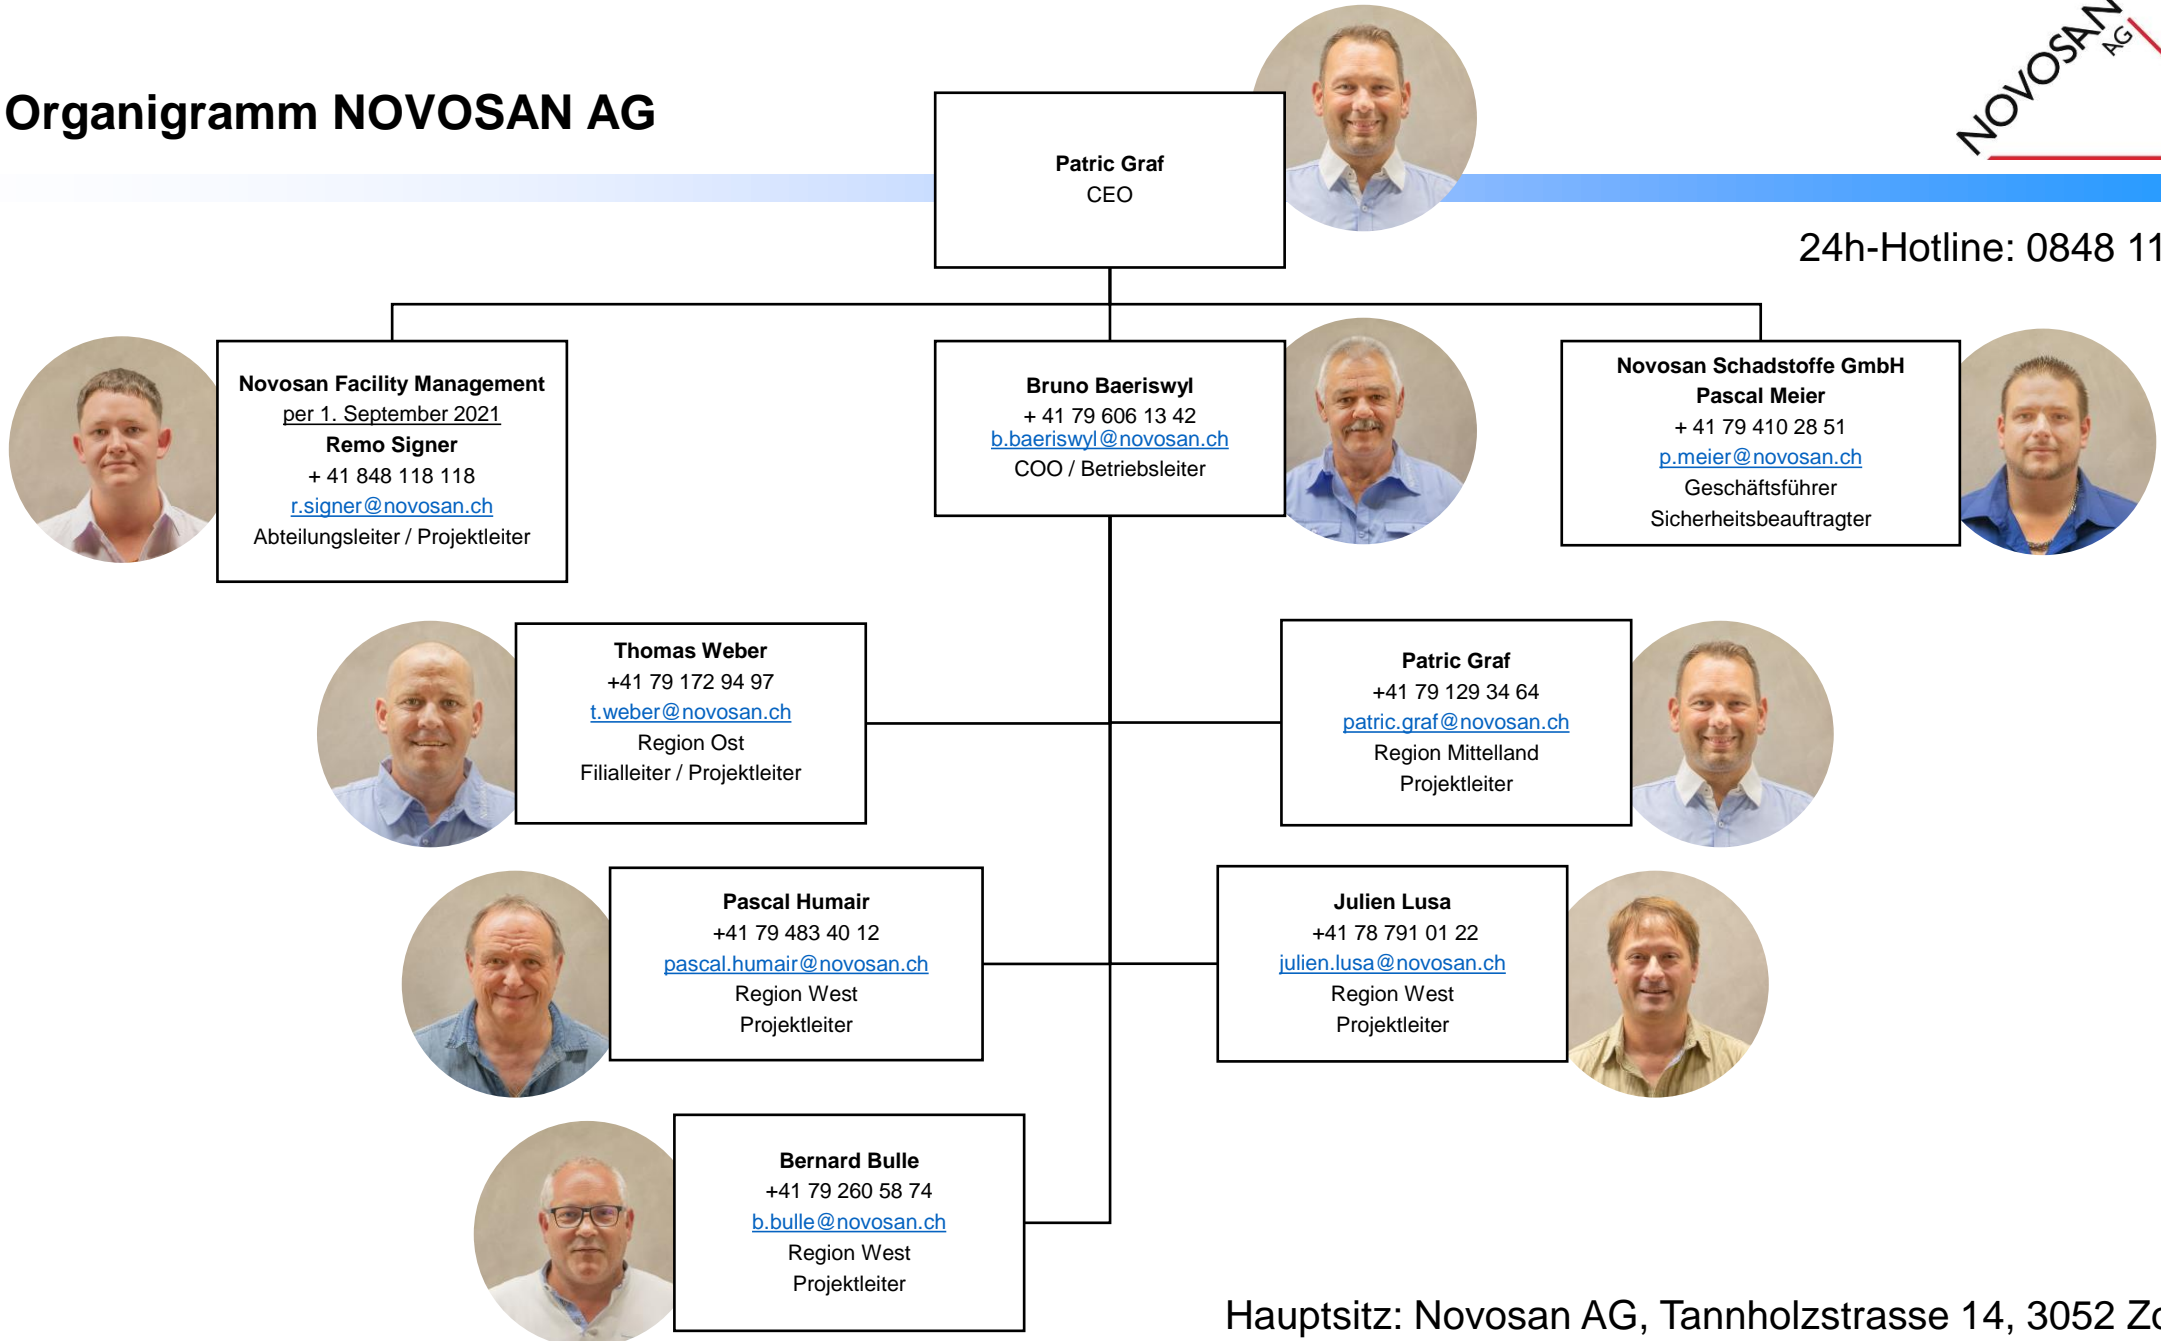 NOVOSAN
AG
Organigramm NOVOSAN AG
Patric Graf
CEO
24h-Hotline: 0848 11
Novosan Facility Management
per 1. September 2021
Remo Signer
+ 41 848 118 118
r.signer@novosan.ch
Abteilungsleiter / Projektleiter
Bruno Baeriswyl
+ 41 79 606 13 42
b.baeriswyl@novosan.ch
COO / Betriebsleiter
Novosan Schadstoffe GmbH
Pascal Meier
+ 41 79 410 28 51
p.meier@novosan.ch
Geschäftsführer
Sicherheitsbeauftragter
Thomas Weber
+41 79 172 94 97
t.weber@novosan.ch
Region Ost
Filialleiter / Projektleiter
Patric Graf
+41 79 129 34 64
patric.graf@novosan.ch
Region Mittelland
Projektleiter
Pascal Humair
+41 79 483 40 12
pascal.humair@novosan.ch
Region West
Projektleiter
Julien Lusa
+41 78 791 01 22
julien.lusa@novosan.ch
Region West
Projektleiter
Bernard Bulle
+41 79 260 58 74
b.bulle@novosan.ch
Region West
Projektleiter
Hauptsitz: Novosan AG, Tannholzstrasse 14, 3052